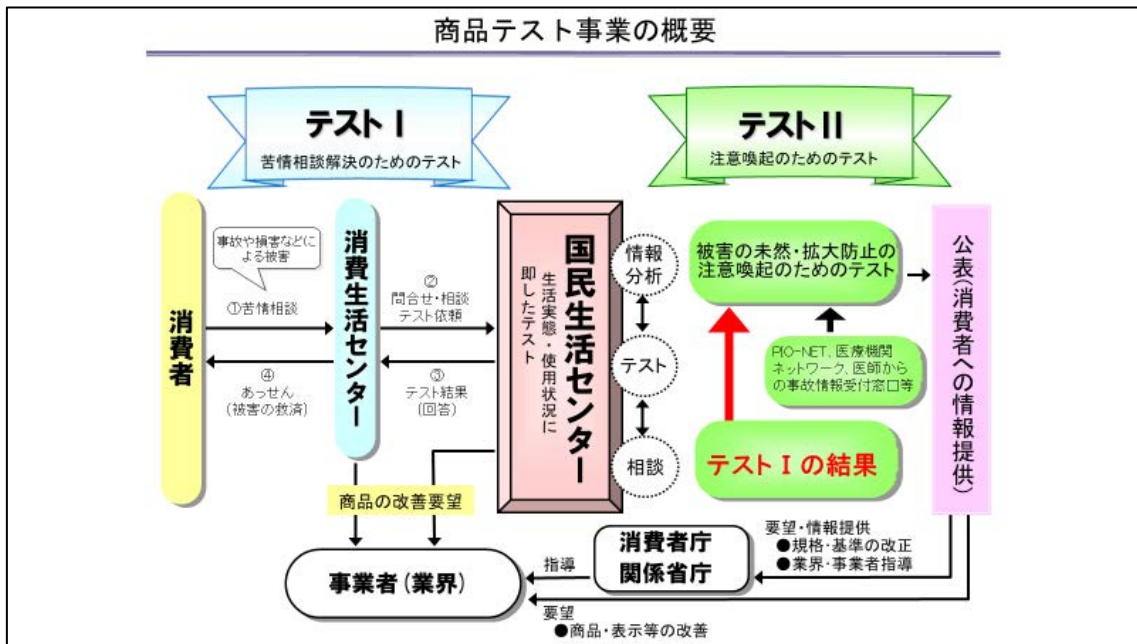 商品テスト事業の概要
テストⅠ
苦情相談解決のためのテスト
テストⅡ
注意喚起のためのテスト
消費者
事故や損害などに
よる被害
①苦情相談
④
あっせん
(被害の救済)
消費生活センター
②
問合せ・相談
テスト依頼
③
テスト結果
(回答)
国民生活センター
生活実態・使用状況に
即したテスト
情報
分析
テスト
相談
被害の未然・拡大防止の
注意喚起のためのテスト
PIO-NET、医療機関
ネットワーク、医師から
の事故情報受付窓口等
テストⅠの結果
公表(消費者への情報提供)
商品の改善要望
事業者(業界)
指導
消費者庁
関係省庁
要望・情報提供
●規格・基準の改正
●業界・事業者指導
要望
●商品・表示等の改善